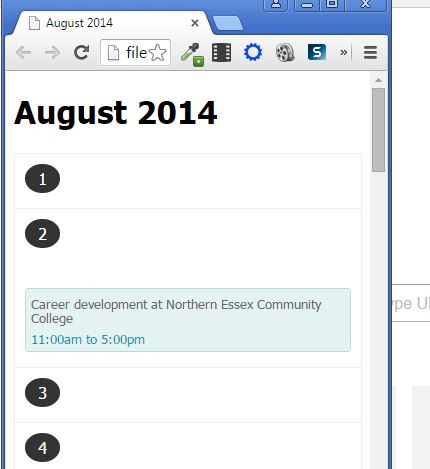 August 2014
file
S
»
August 2014
1
2
Career development at Northern Essex Community
College
11:00am to 5:00pm
3
4
ype